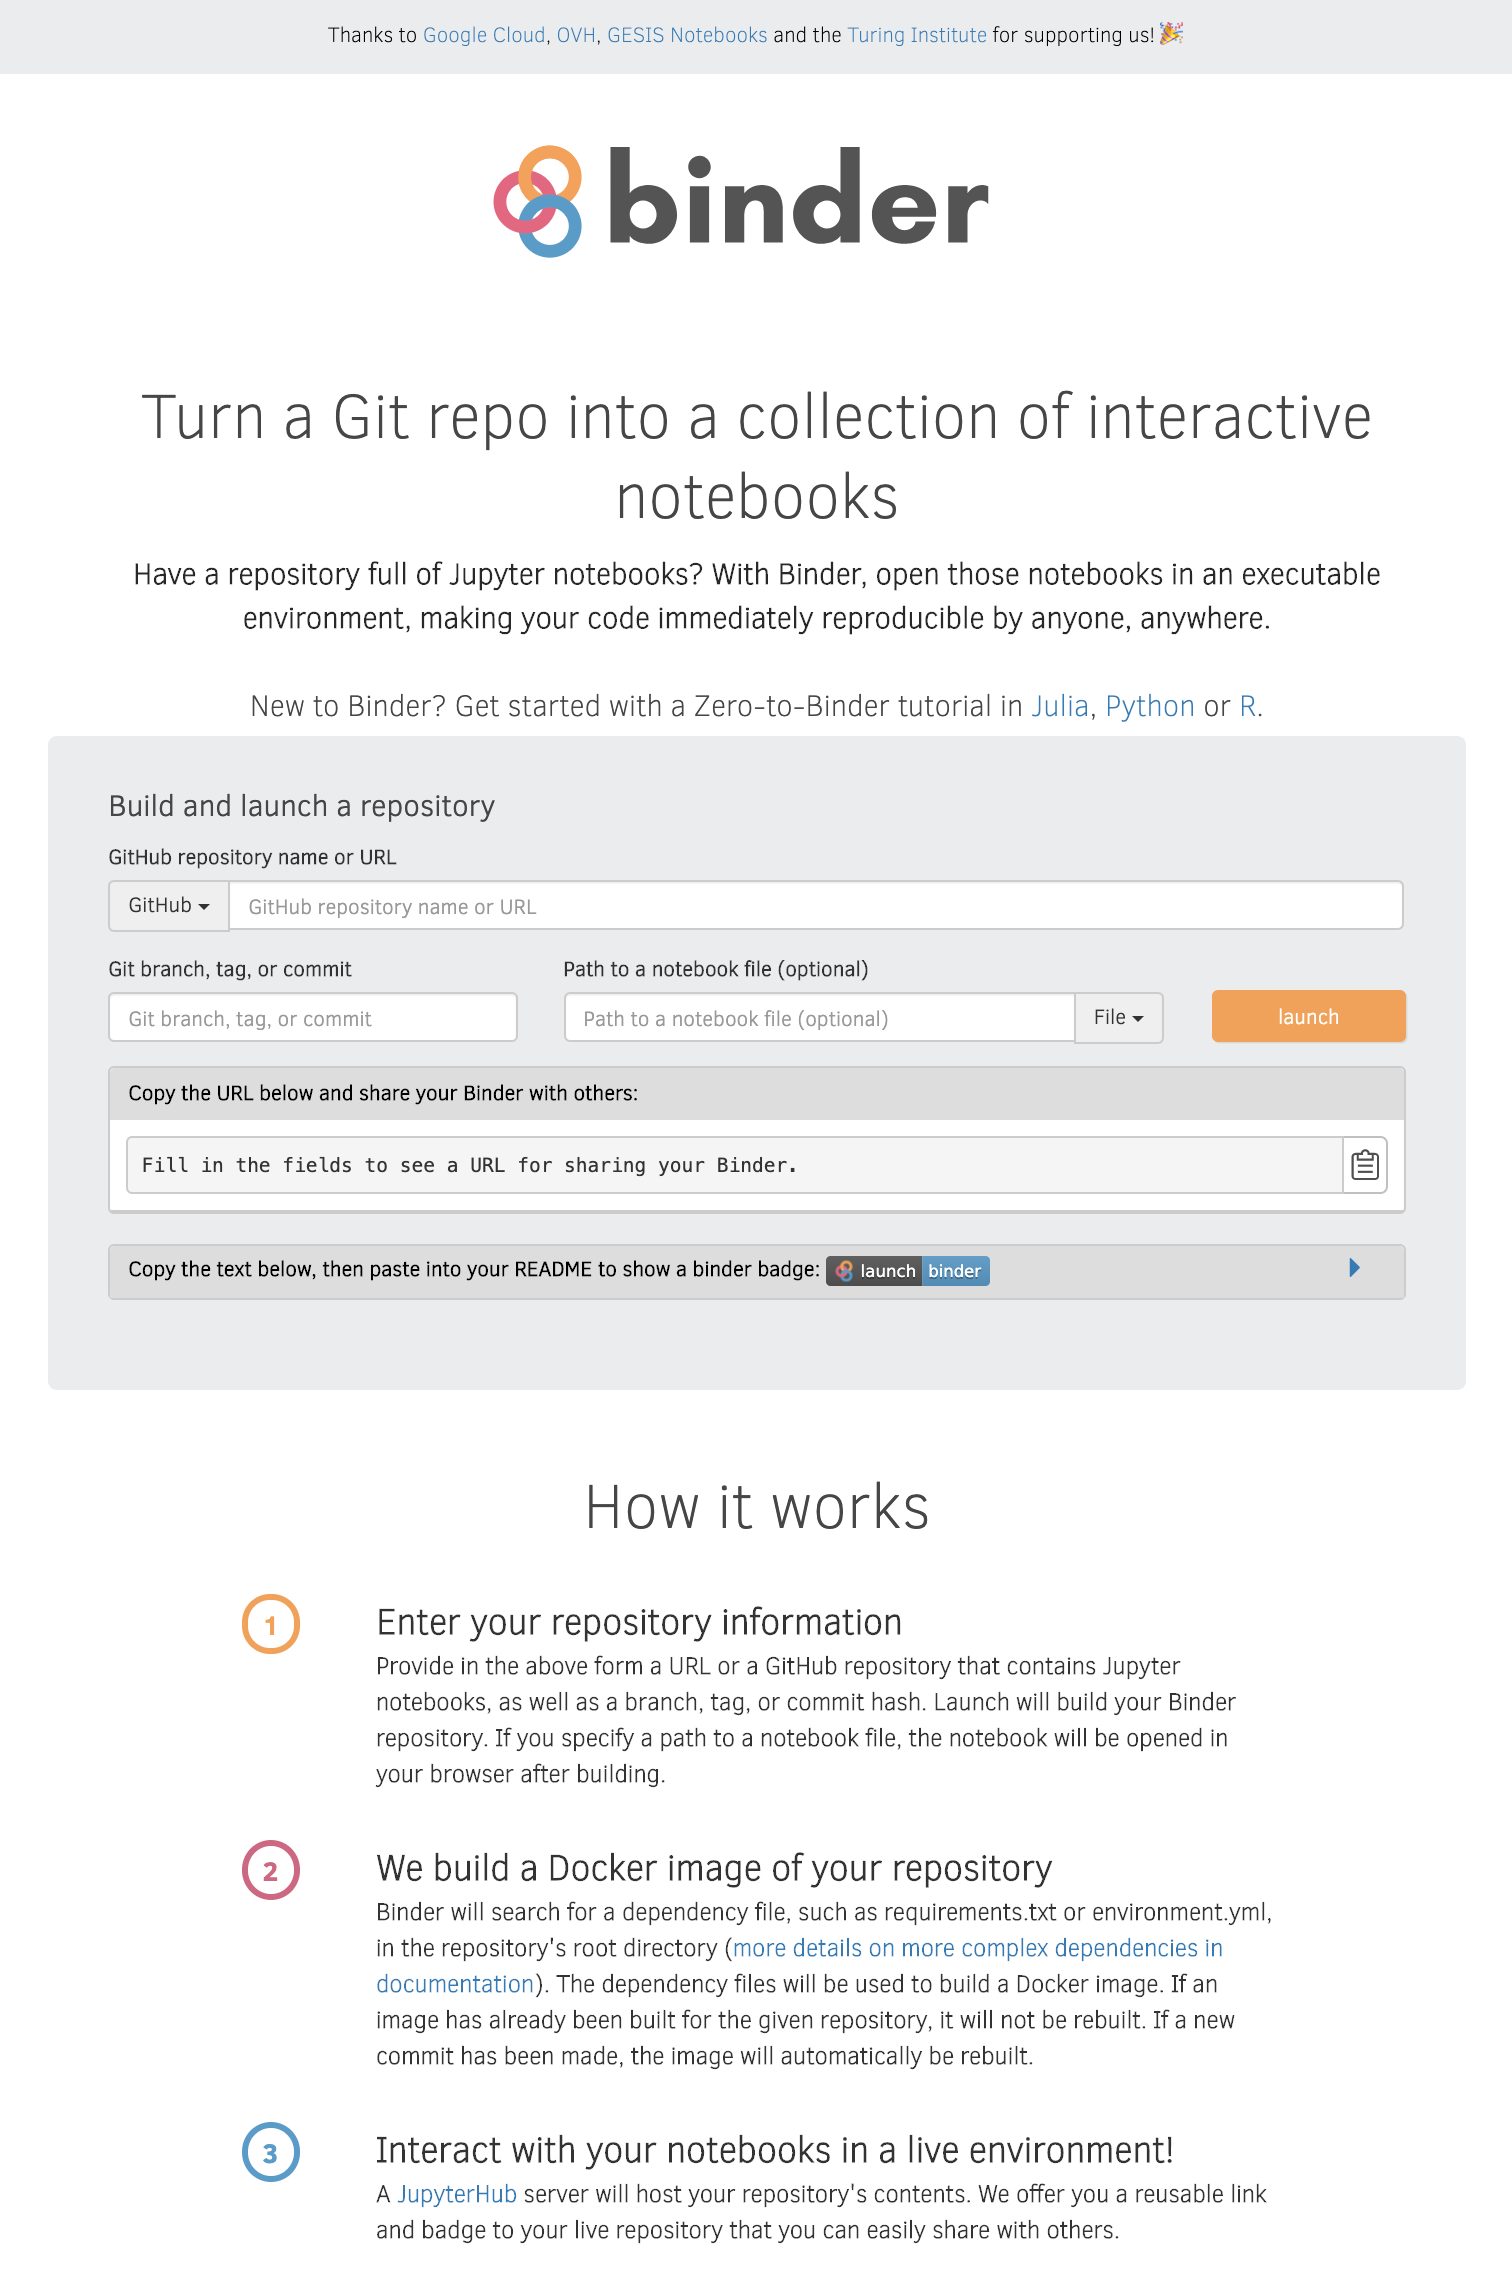 Thanks to Google Cloud, OVH, GESIS Notebooks and the Turing Institute for supporting us! 🎉
binder
Turn a Git repo into a collection of interactive
notebooks
Have a repository full of Jupyter notebooks? With Binder, open those notebooks in an executable
environment, making your code immediately reproducible by anyone, anywhere.
New to Binder? Get started with a Zero-to-Binder tutorial in Julia, Python or R.
Build and launch a repository
GitHub repository name or URL
GitHub GitHub repository name or URL
Git branch, tag, or commit Path to a notebook file (optional)
Git branch, tag, or commit Path to a notebook file (optional) File launch
Copy the URL below and share your Binder with others:
Fill in the fields to see a URL for sharing your Binder.
Copy the text below, then paste into your README to show a binder badge: launch binder
How it works
1 Enter your repository information
Provide in the above form a URL or a GitHub repository that contains Jupyter
notebooks, as well as a branch, tag, or commit hash. Launch will build your Binder
repository. If you specify a path to a notebook file, the notebook will be opened in
your browser after building.
2 We build a Docker image of your repository
Binder will search for a dependency file, such as requirements.txt or environment.yml,
in the repository's root directory (more details on more complex dependencies in
documentation). The dependency files will be used to build a Docker image. If an
image has already been built for the given repository, it will not be rebuilt. If a new
commit has been made, the image will automatically be rebuilt.
3 Interact with your notebooks in a live environment!
A JupyterHub server will host your repository's contents. We offer you a reusable link
and badge to your live repository that you can easily share with others.